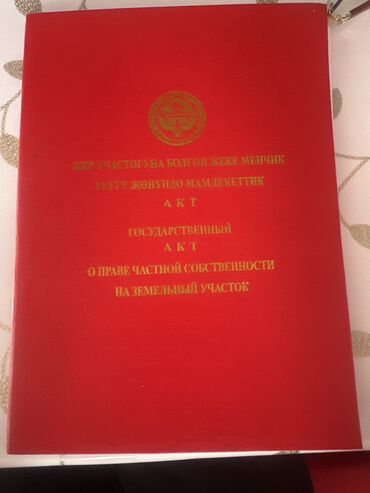 ЖЕР УЧАСТОГУНА БОЛГОН ЖЕКЕ МЕНЧИК
УКУГУ ЖӨНҮНДӨ МАМЛЕКЕТТИК
АКТ
ГОСУДАРСТВЕННЫЙ
АКТ
О ПРАВЕ ЧАСТНОЙ СОБСТВЕННОСТИ
НА ЗЕМЕЛЬНЫЙ УЧАСТОК